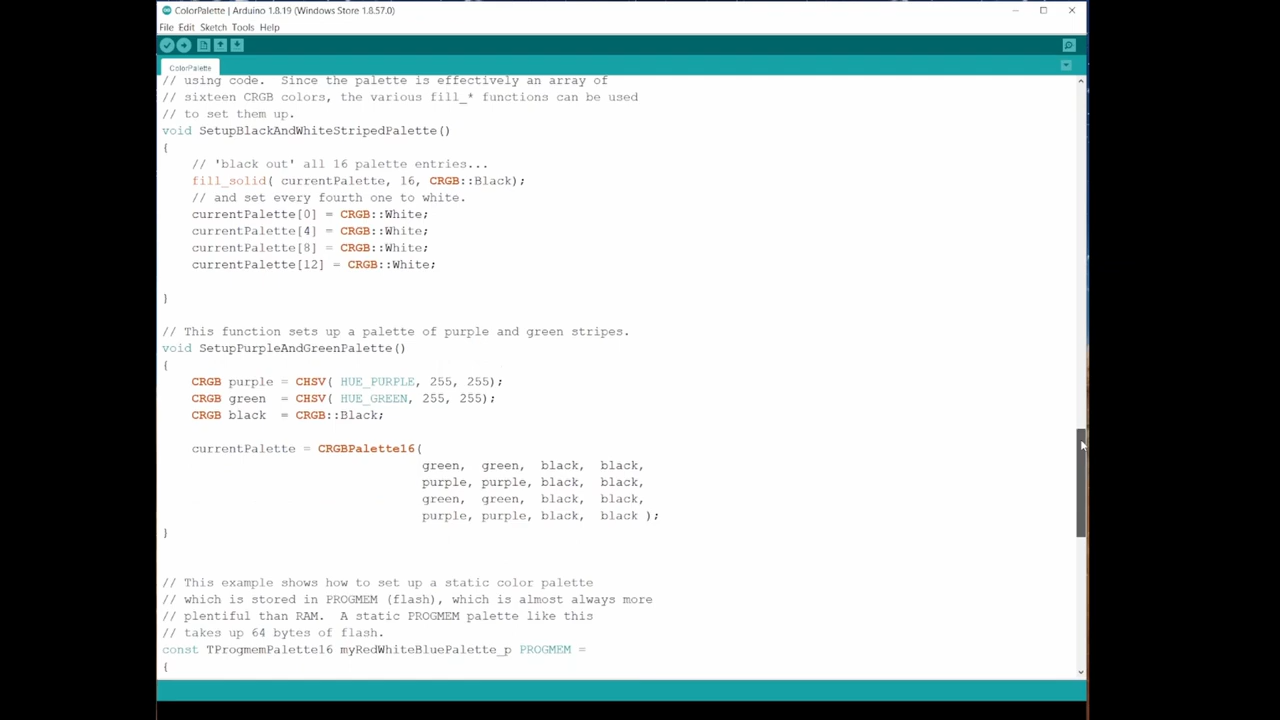 ColorPalette | Arduino 1.8.19 (Windows Store 1.8.57.0)
File Edit Sketch Tools Help
ColorPalette
// using code.  Since the palette is effectively an array of
// sixteen CRGB colors, the various fill_* functions can be used
// to set them up.
void SetupBlackAndWhiteStripedPalette()
{
    // 'black out' all 16 palette entries...
    fill_solid( currentPalette, 16, CRGB::Black);
    // and set every fourth one to white.
    currentPalette[0] = CRGB::White;
    currentPalette[4] = CRGB::White;
    currentPalette[8] = CRGB::White;
    currentPalette[12] = CRGB::White;
}
// This function sets up a palette of purple and green stripes.
void SetupPurpleAndGreenPalette()
{
    CRGB purple = CHSV( HUE_PURPLE, 255, 255);
    CRGB green  = CHSV( HUE_GREEN, 255, 255);
    CRGB black  = CRGB::Black;
    currentPalette = CRGBPalette16(
                                   green,  green,  black,  black,
                                   purple, purple, black,  black,
                                   green,  green,  black,  black,
                                   purple, purple, black,  black );
}
// This example shows how to set up a static color palette
// which is stored in PROGMEM (flash), which is almost always more
// plentiful than RAM.  A static PROGMEM palette like this
// takes up 64 bytes of flash.
const TProgmemPalette16 myRedWhiteBluePalette_p PROGMEM =
{